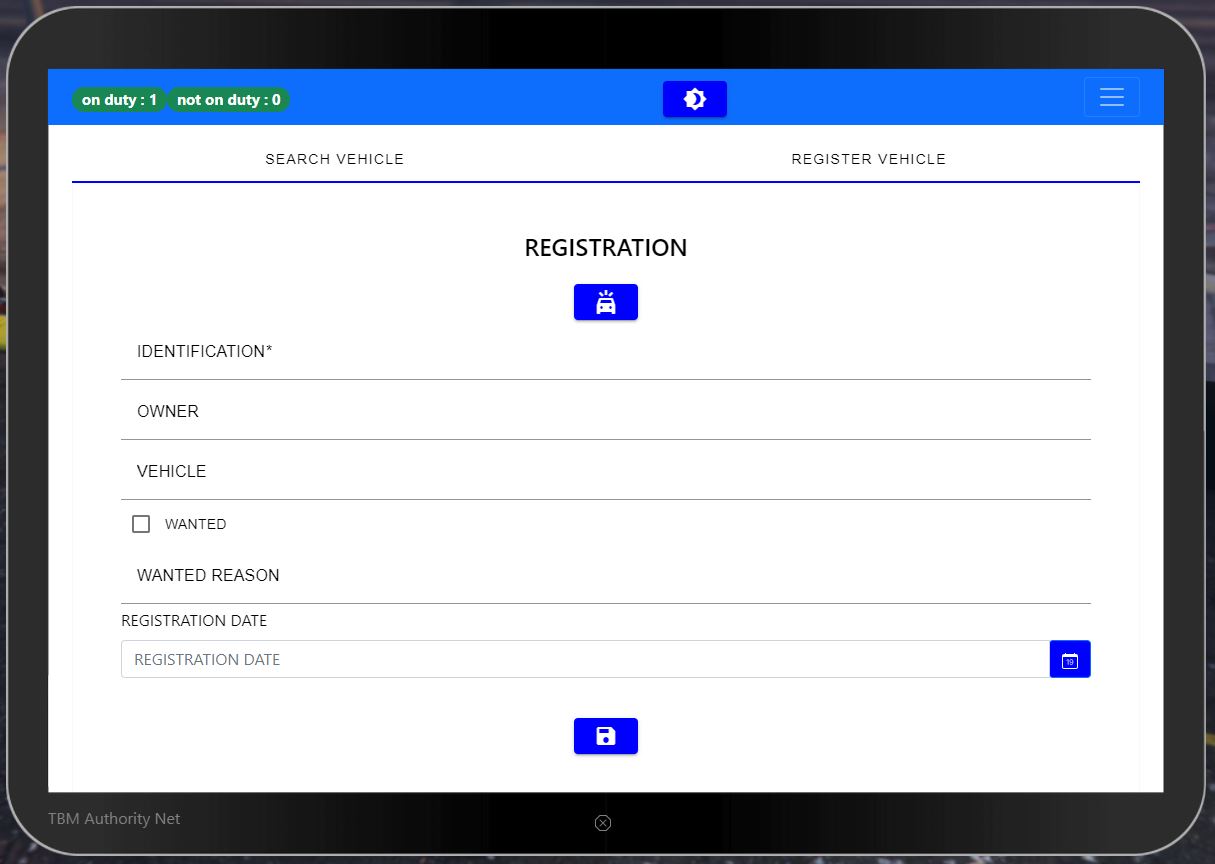 on duty : 1 not on duty : 0
SEARCH VEHICLE REGISTER VEHICLE
REGISTRATION
IDENTIFICATION*
OWNER
VEHICLE
WANTED
WANTED REASON
REGISTRATION DATE
REGISTRATION DATE
19
TBM Authority Net